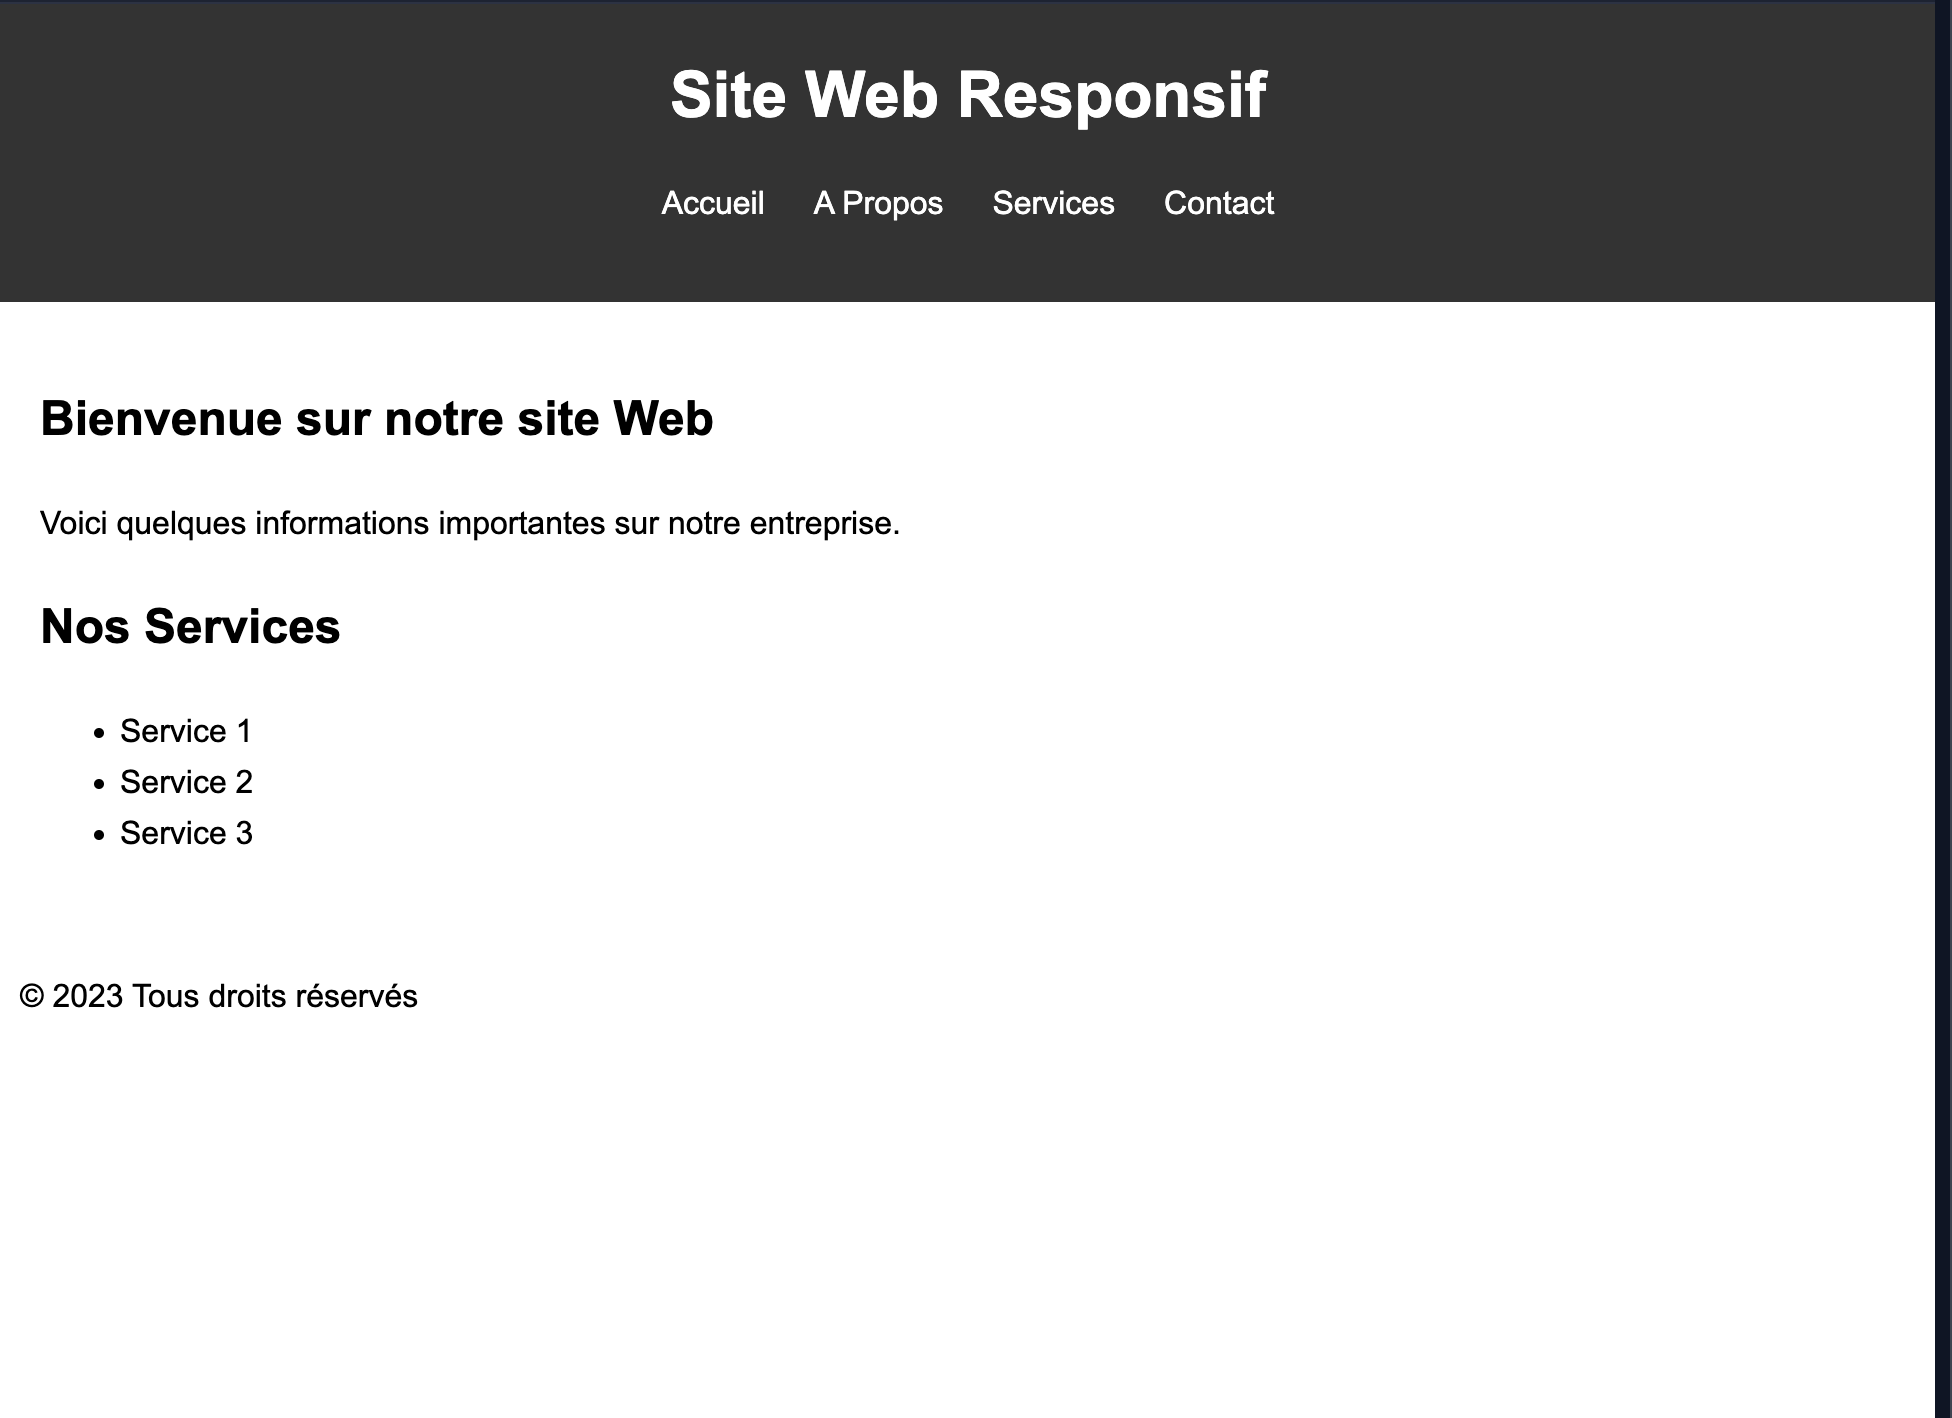 Site Web Responsif
Accueil A Propos Services Contact
Bienvenue sur notre site Web
Voici quelques informations importantes sur notre entreprise.
Nos Services
• Service 1
• Service 2
• Service 3
© 2023 Tous droits réservés